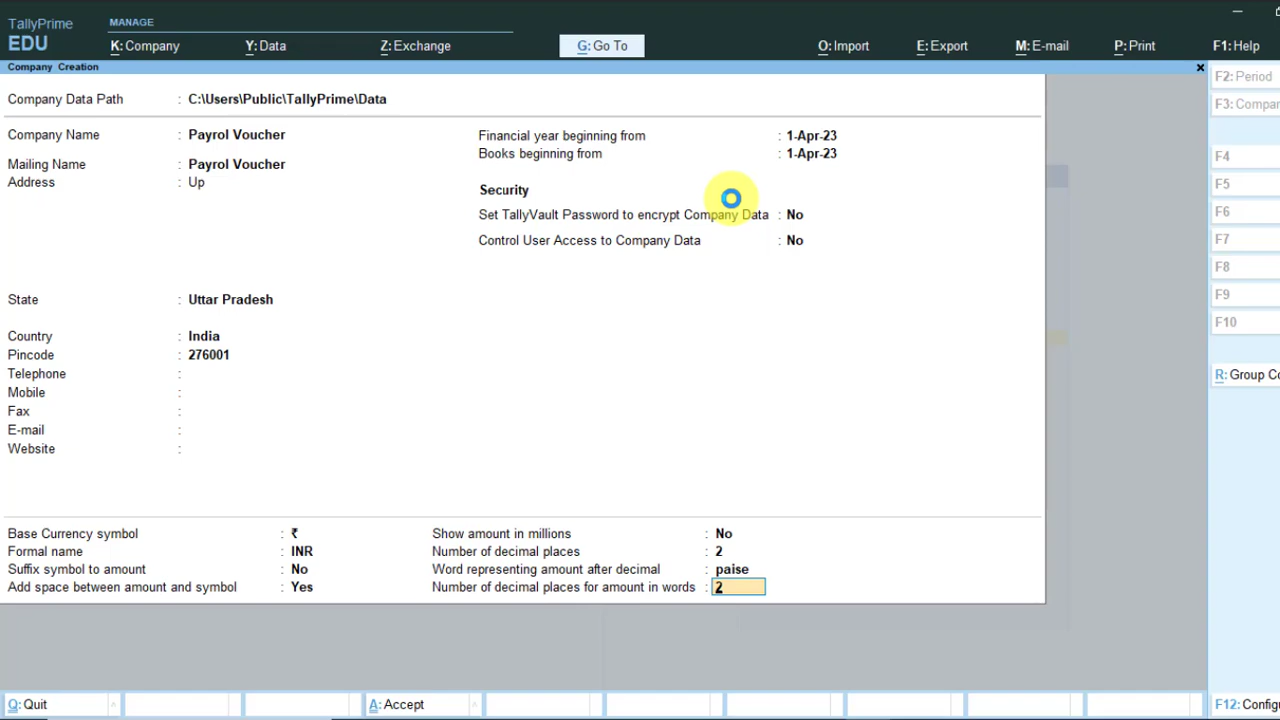 TallyPrime
EDU
MANAGE
K: Company
Y: Data
Z: Exchange
G: Go To
O: Import
E: Export
M: E-mail
P: Print
F1: Help
Company Creation
Company Data Path : C:\Users\Public\TallyPrime\Data
Company Name : Payrol Voucher
Mailing Name : Payrol Voucher
Address : Up
State : Uttar Pradesh
Country : India
Pincode : 276001
Telephone :
Mobile :
Fax :
E-mail :
Website :
Financial year beginning from : 1-Apr-23
Books beginning from : 1-Apr-23
Security
Set TallyVault Password to encrypt Company Data : No
Control User Access to Company Data : No
Base Currency symbol : ₹
Formal name : INR
Suffix symbol to amount : No
Add space between amount and symbol : Yes
Show amount in millions : No
Number of decimal places : 2
Word representing amount after decimal : paise
Number of decimal places for amount in words : 2
F2: Period
F3: Compan
F4
F5
F6
F7
F8
F9
F10
R: Group Co
Q: Quit
A: Accept
F12: Config